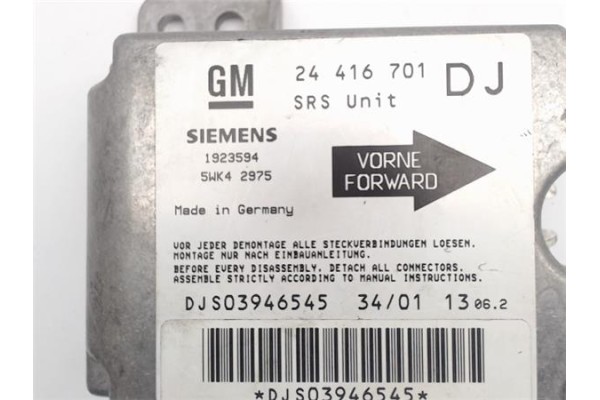 GM 24 416 701 DJ
SRS Unit
SIEMENS
1923594
5WK4 2975
VORNE
FORWARD
Made in Germany
VOR JEDER DEMONTAGE ALLE STECKVERBINDUNGEN LOESEN.
MONTAGE NUR NACH EINBAUANLEITUNG.
BEFORE EVERY DISASSEMBLY, DETACH ALL CONNECTORS.
ASSEMBLE STRICTLY ACCORDING TO MANUAL INSTRUCTIONS.
DJS03946545 34/01 13 06.2
*DJS03946545*